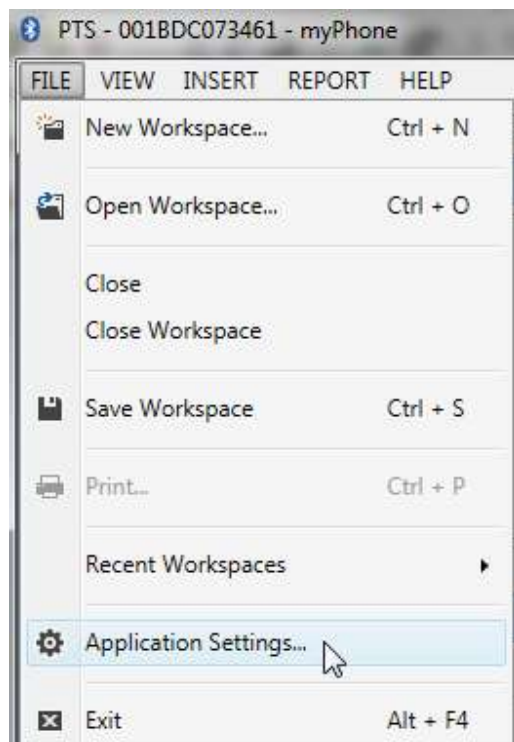 PTS - 001BDC073461 - myPhone
FILE VIEW INSERT REPORT HELP
New Workspace... Ctrl + N
Open Workspace... Ctrl + O
Close
Close Workspace
Save Workspace Ctrl + S
Print... Ctrl + P
Recent Workspaces
Application Settings...
Exit Alt + F4